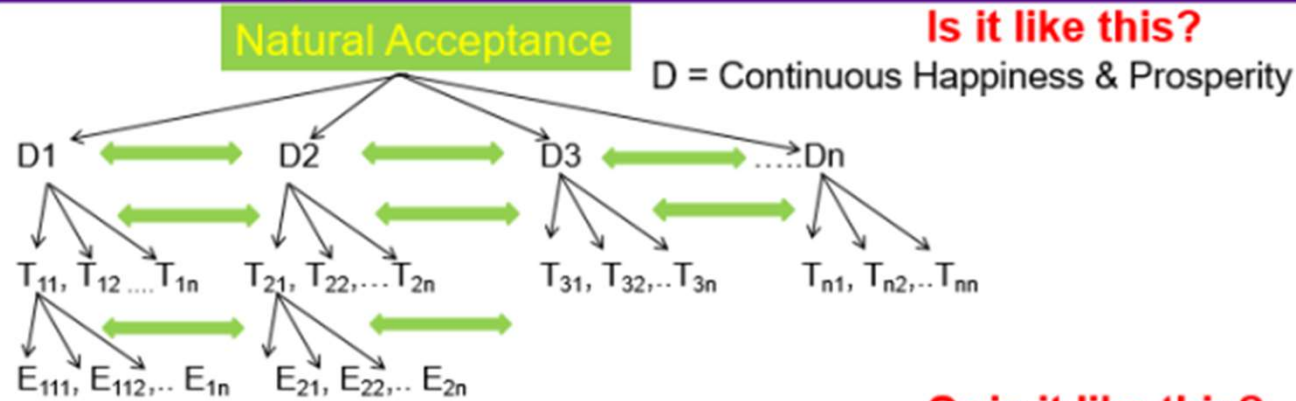 Natural Acceptance
Is it like this?
D = Continuous Happiness & Prosperity
D1 D2 D3 .....Dn
T11, T12 ....T1n T21, T22,...T2n T31, T32,..T3n Tn1, Tn2,..Tnn
E111, E112,.. E1n E21, E22,.. E2n